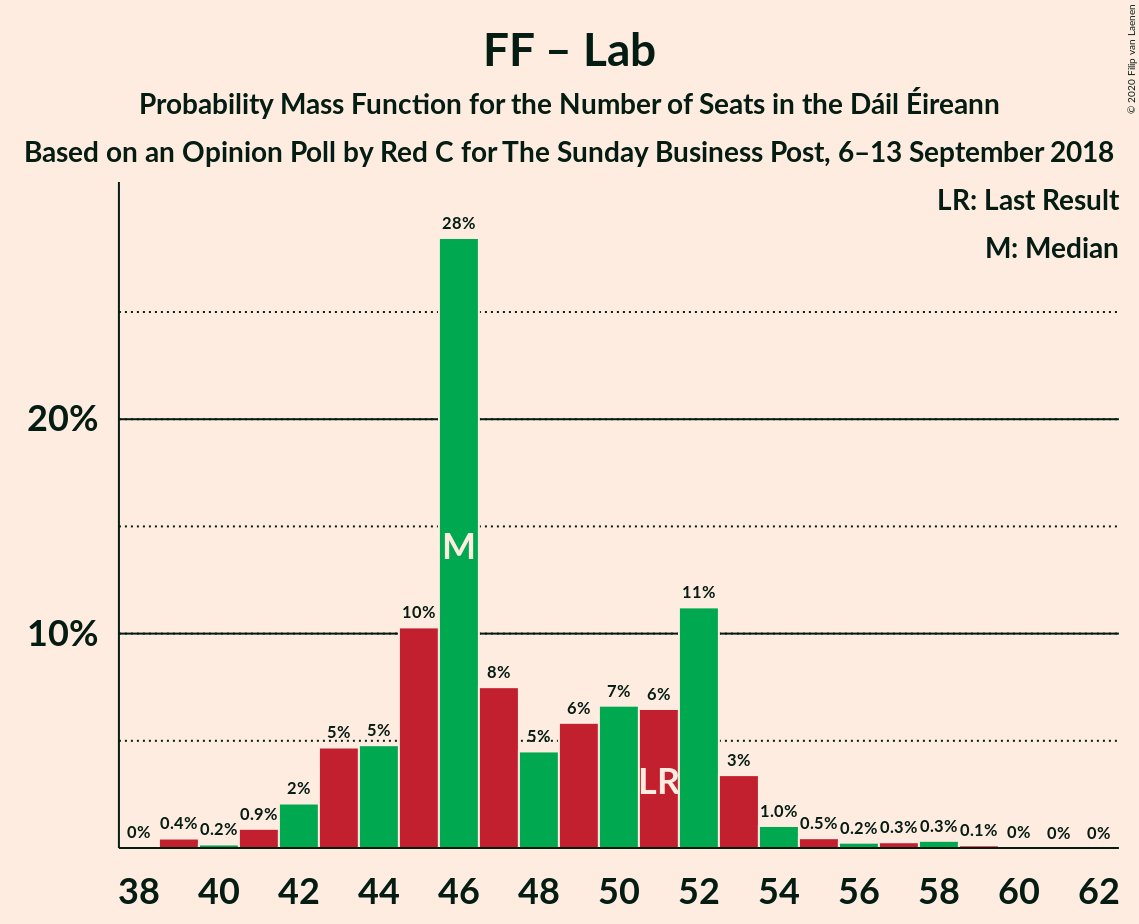 FF – Lab
Probability Mass Function for the Number of Seats in the Dáil Éireann
Based on an Opinion Poll by Red C for The Sunday Business Post, 6–13 September 2018
© 2020 Filip van Laenen
LR: Last Result
M: Median
20%
10%
0% 0.4% 0.2% 0.9% 2% 5% 5% 10% 28% 8% 5% 6% 7% 6% 11% 3% 1.0% 0.5% 0.2% 0.3% 0.3% 0.1% 0% 0% 0%
M
LR
38 40 42 44 46 48 50 52 54 56 58 60 62